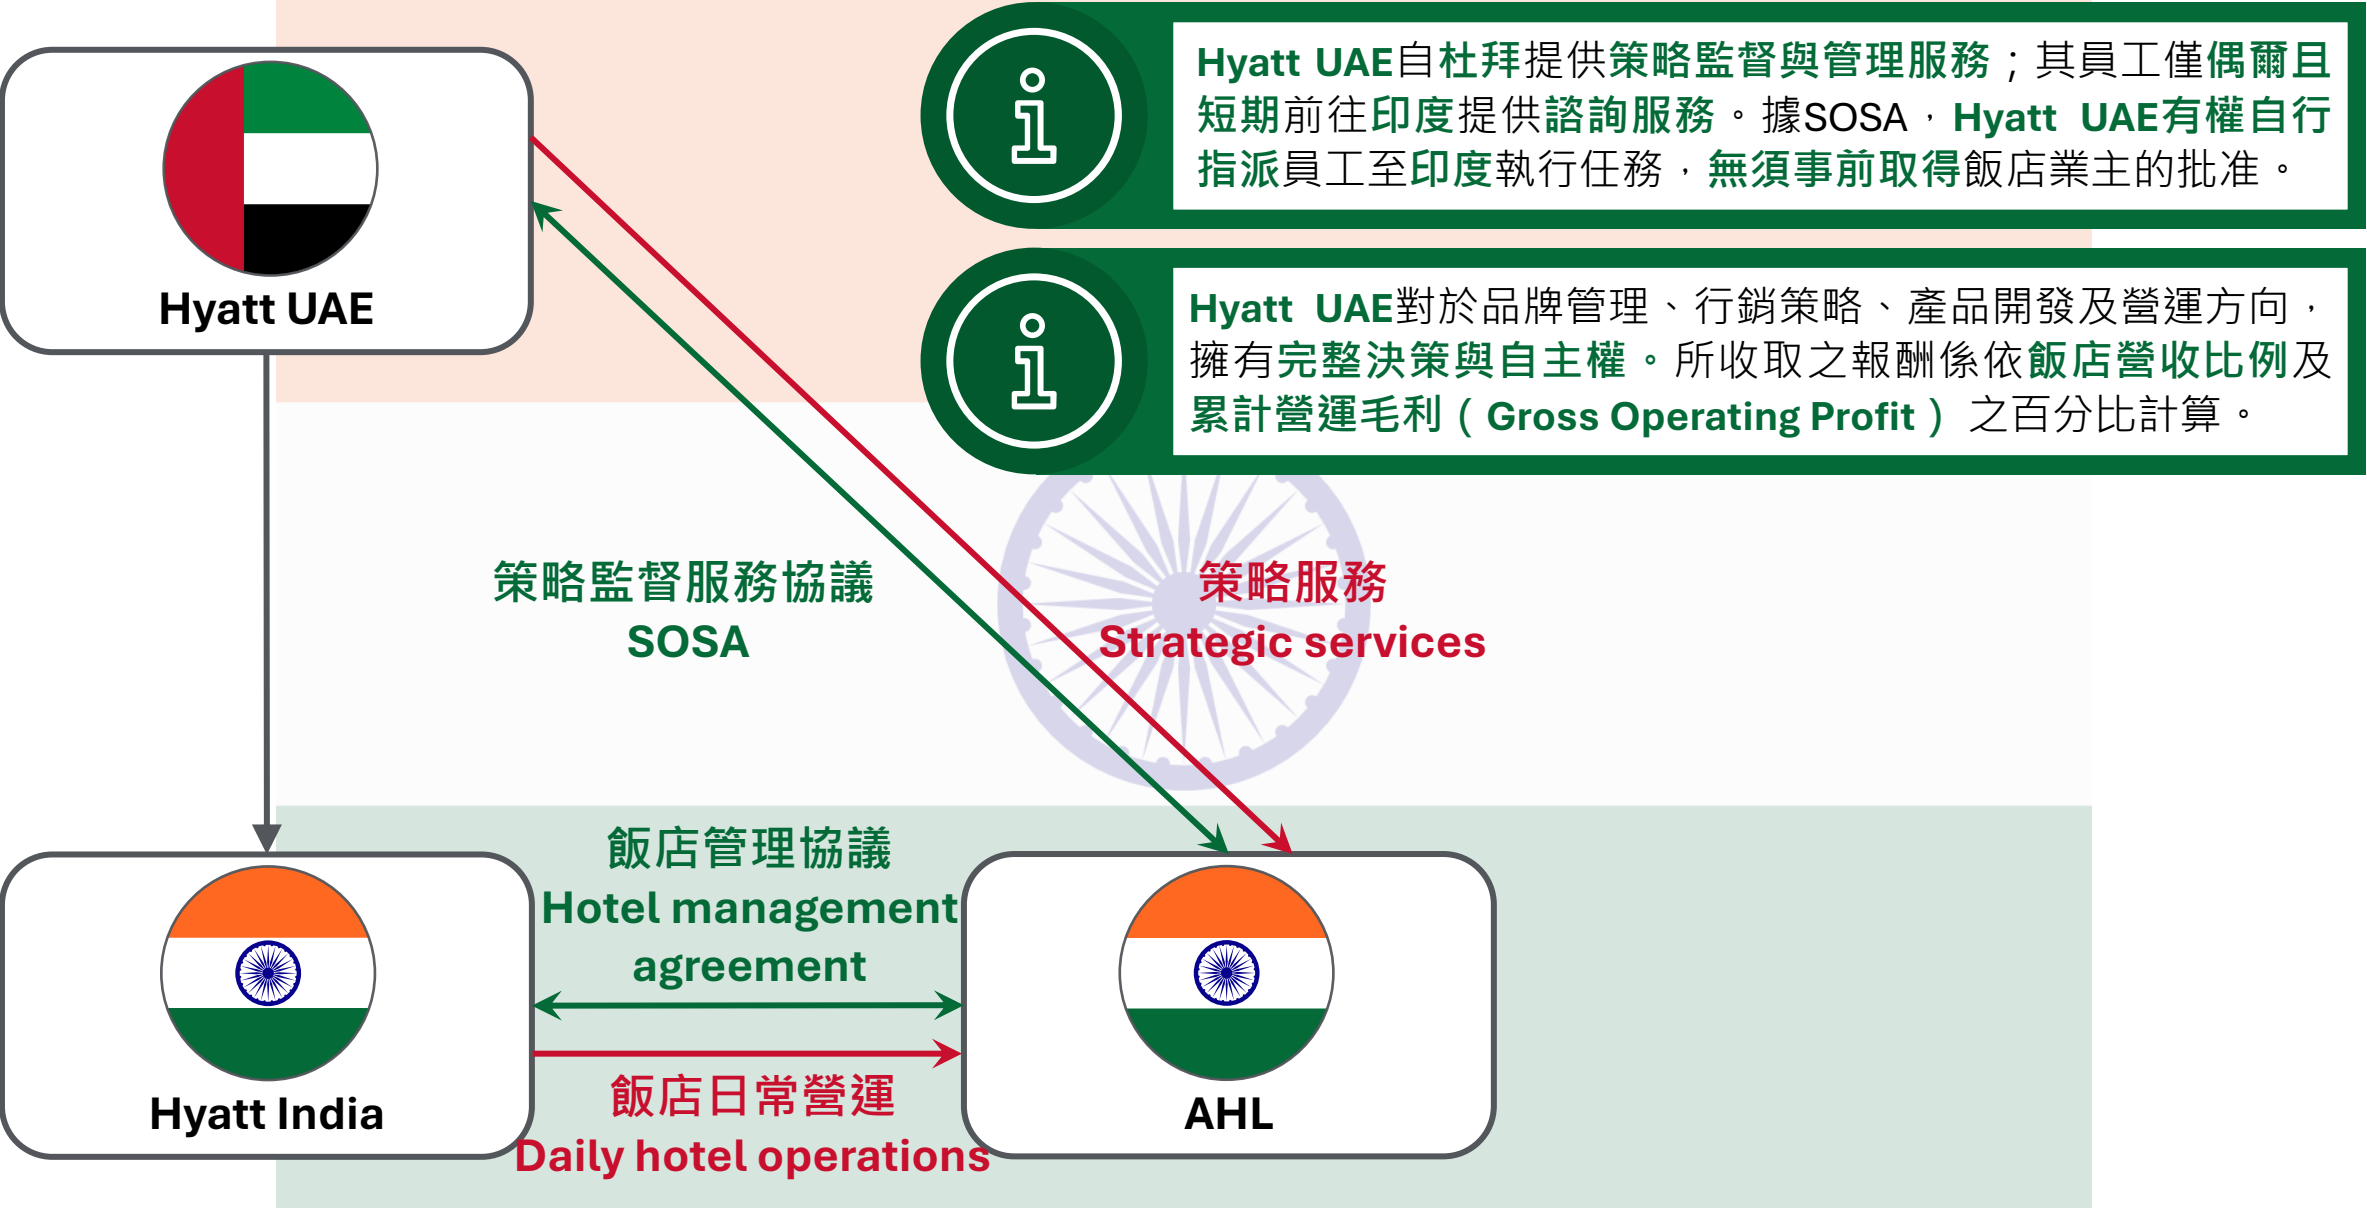 Hyatt UAE自杜拜提供策略監督與管理服務；其員工僅偶爾且
短期前往印度提供諮詢服務。據SOSA，Hyatt UAE有權自行
指派員工至印度執行任務，無須事前取得飯店業主的批准。
Hyatt UAE
Hyatt UAE對於品牌管理、行銷策略、產品開發及營運方向，
擁有完整決策與自主權。所收取之報酬係依飯店營收比例及
累計營運毛利（Gross Operating Profit）之百分比計算。
策略監督服務協議
SOSA
策略服務
Strategic services
飯店管理協議
Hotel management
agreement
飯店日常營運
Daily hotel operations
Hyatt India
AHL